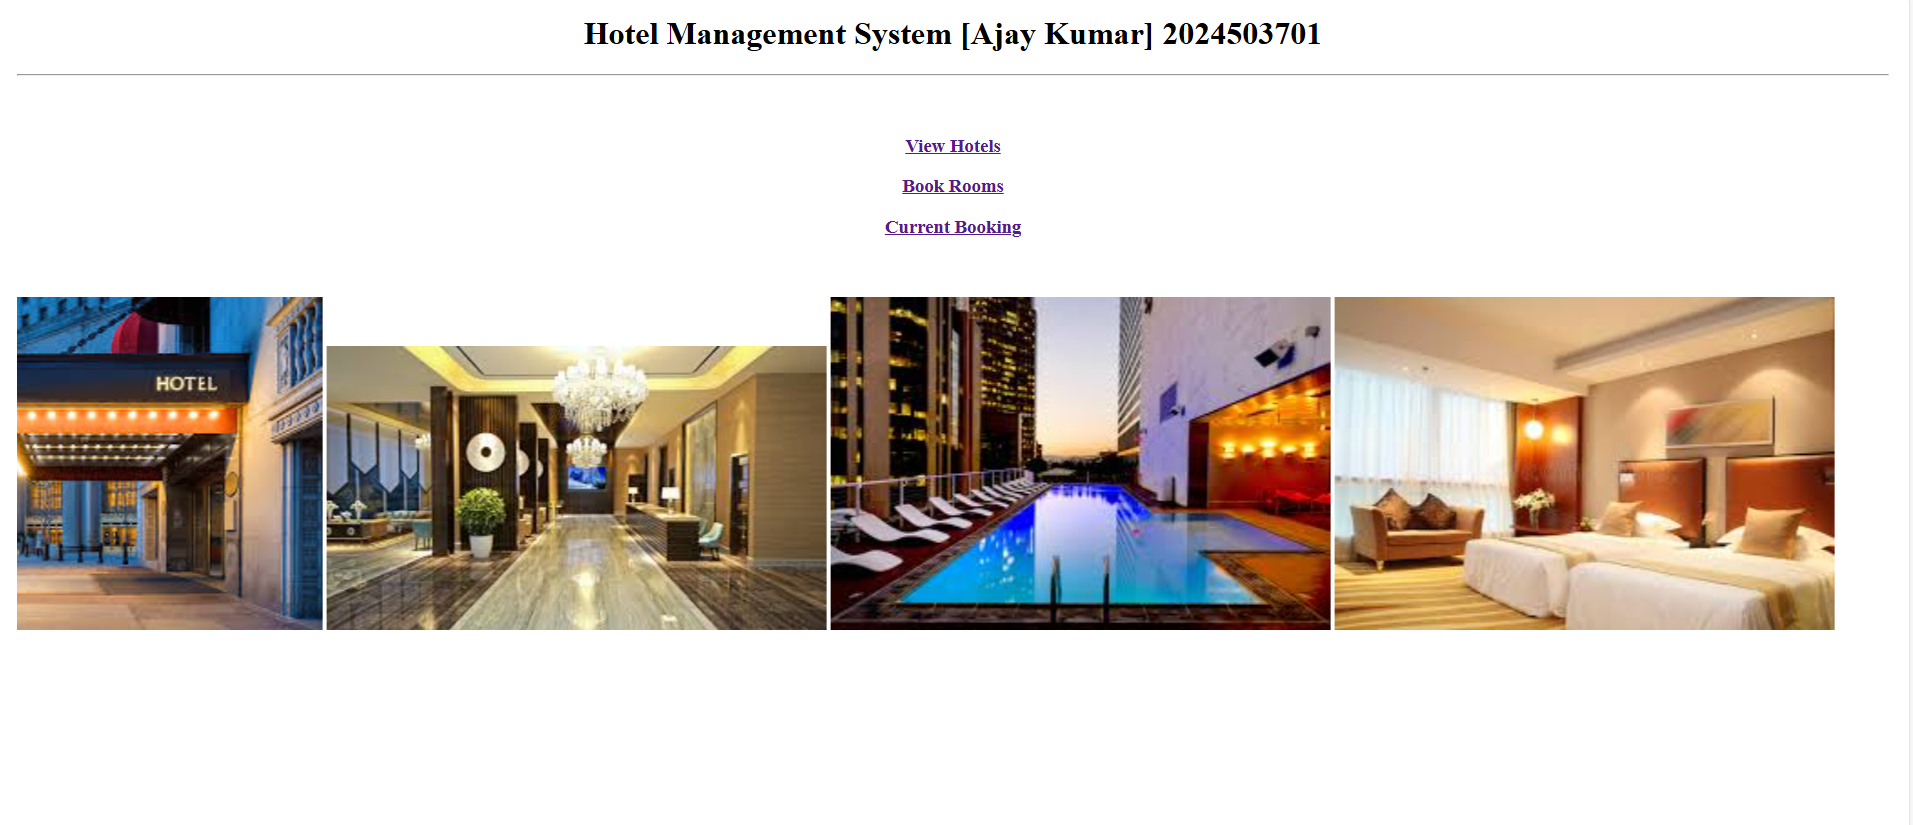 Hotel Management System [Ajay Kumar] 2024503701
View Hotels
Book Rooms
Current Booking
HOTEL